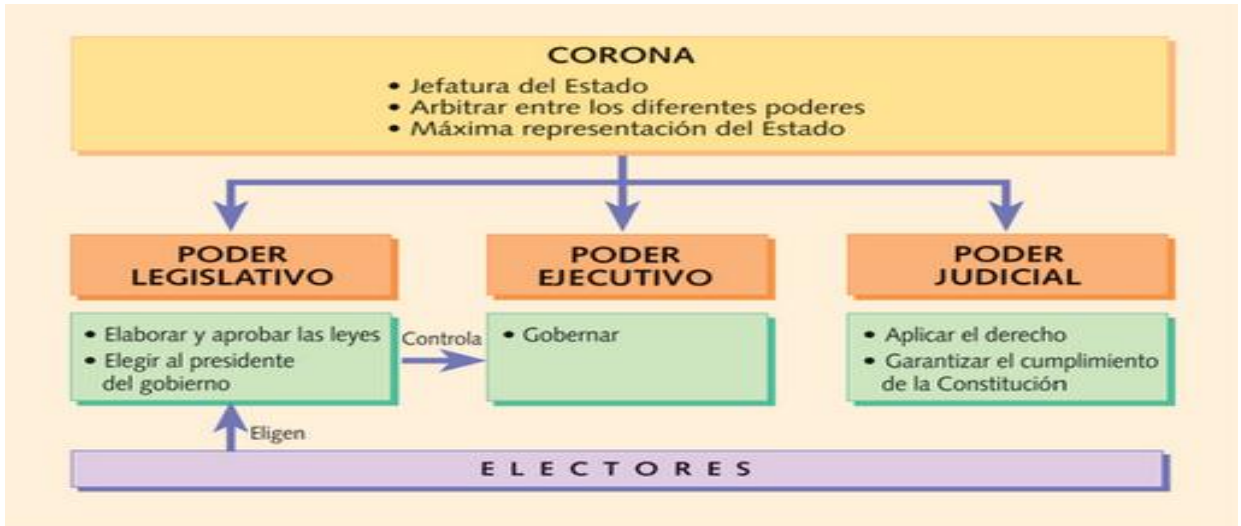 CORONA
• Jefatura del Estado
• Arbitrar entre los diferentes poderes
• Máxima representación del Estado
PODER
LEGISLATIVO
PODER
EJECUTIVO
PODER
JUDICIAL
• Elaborar y aprobar las leyes
• Elegir al presidente
del gobierno
Controla
• Gobernar
• Aplicar el derecho
• Garantizar el cumplimiento
de la Constitución
Eligen
ELECTORES